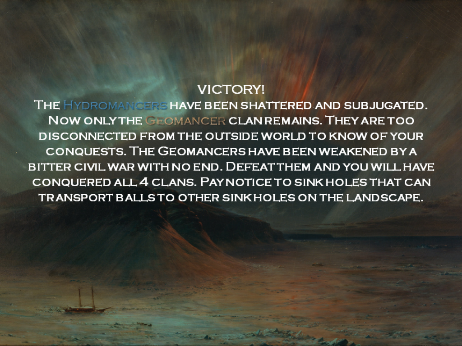 VICTORY!
The Hydromancers have been shattered and subjugated.
Now only the Geomancer clan remains. They are too
disconnected from the outside world to know of your
conquests. The Geomancers have been weakened by a
bitter civil war with no end. Defeat them and you will have
conquered all 4 clans. Pay notice to sink holes that can
transport balls to other sink holes on the landscape.